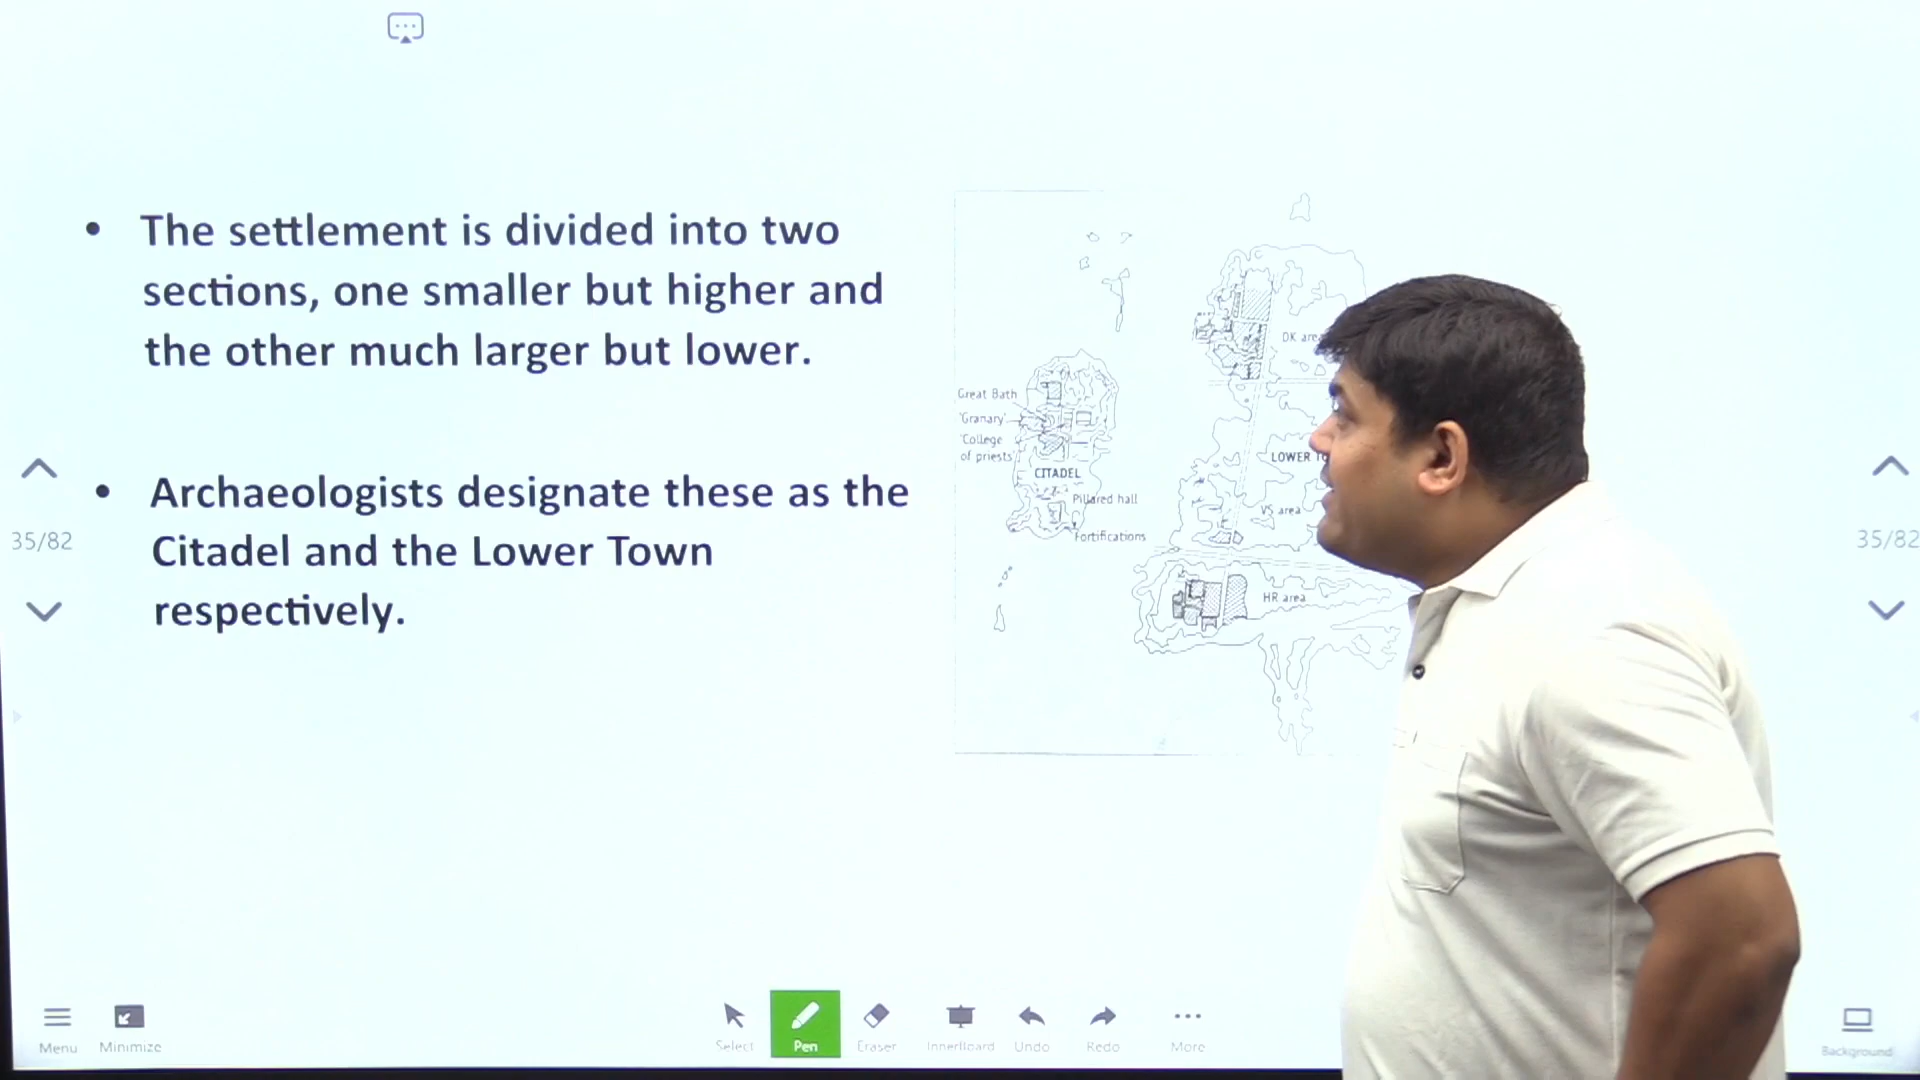 • The settlement is divided into two
sections, one smaller but higher and
the other much larger but lower.
• Archaeologists designate these as the
Citadel and the Lower Town
respectively.
35/82
35/82
DK
Great Bath
'Granary'
'College
of priests'
CITADEL
Pillared hall
Fortifications
LOWER
VS area
HR area
Menu
Minimize
Select
Pen
Eraser
InnerBoard
Undo
Redo
More
Background